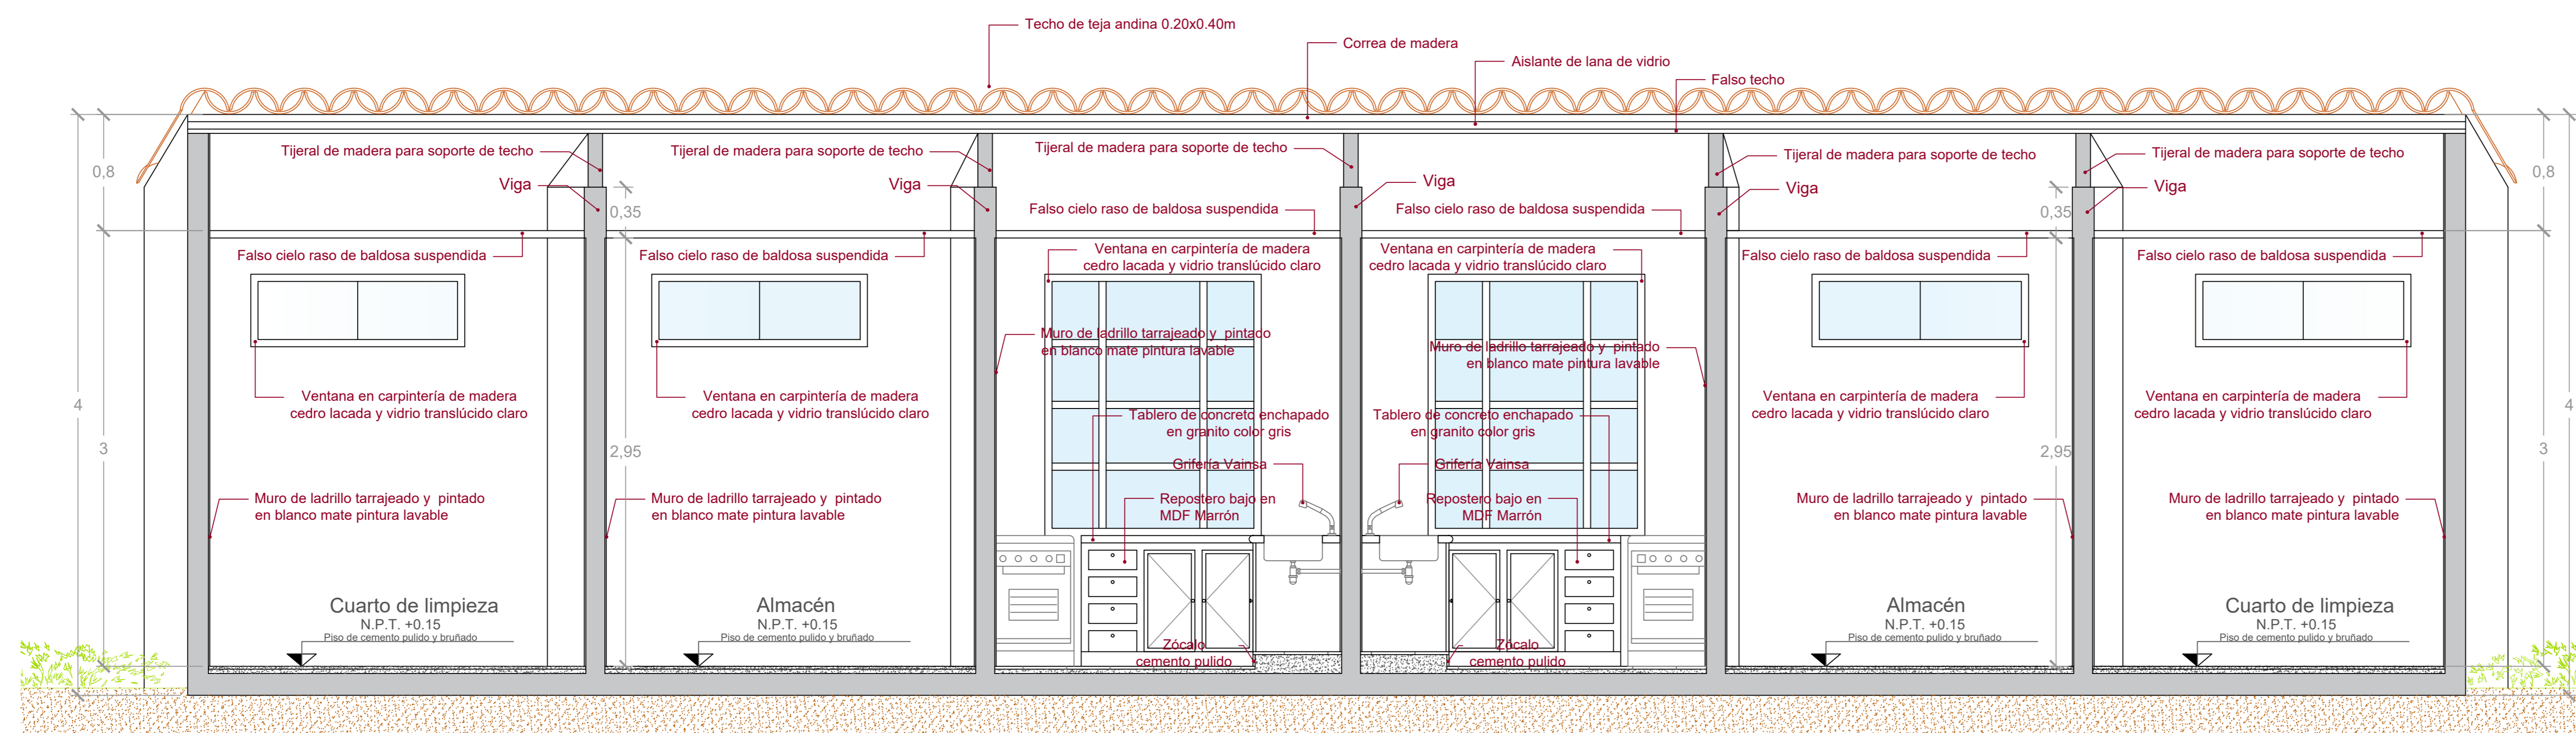 Techo de teja andina 0.20x0.40m
Correa de madera
Aislante de lana de vidrio
Falso techo
0,8
Tijeral de madera para soporte de techo
Viga
0,35
Tijeral de madera para soporte de techo
Viga
Tijeral de madera para soporte de techo
Viga
Tijeral de madera para soporte de techo
Viga
0,35
Tijeral de madera para soporte de techo
Viga
0,8
Falso cielo raso de baldosa suspendida
Falso cielo raso de baldosa suspendida
Falso cielo raso de baldosa suspendida
Falso cielo raso de baldosa suspendida
Falso cielo raso de baldosa suspendida
Falso cielo raso de baldosa suspendida
Ventana en carpintería de madera
cedro lacada y vidrio translúcido claro
Ventana en carpintería de madera
cedro lacada y vidrio translúcido claro
Muro de ladrillo tarrajeado y pintado
en blanco mate pintura lavable
Muro de ladrillo tarrajeado y pintado
en blanco mate pintura lavable
4
3
Ventana en carpintería de madera
cedro lacada y vidrio translúcido claro
2,95
Ventana en carpintería de madera
cedro lacada y vidrio translúcido claro
Tablero de concreto enchapado
en granito color gris
Tablero de concreto enchapado
en granito color gris
Ventana en carpintería de madera
cedro lacada y vidrio translúcido claro
2,95
Ventana en carpintería de madera
cedro lacada y vidrio translúcido claro
3
4
Grifería Vainsa
Grifería Vainsa
Muro de ladrillo tarrajeado y pintado
en blanco mate pintura lavable
Muro de ladrillo tarrajeado y pintado
en blanco mate pintura lavable
Repostero bajo en
MDF Marrón
Repostero bajo en
MDF Marrón
Muro de ladrillo tarrajeado y pintado
en blanco mate pintura lavable
Muro de ladrillo tarrajeado y pintado
en blanco mate pintura lavable
Cuarto de limpieza
N.P.T. +0.15
Piso de cemento pulido y bruñado
Almacén
N.P.T. +0.15
Piso de cemento pulido y bruñado
Zócalo
cemento pulido
Zócalo
cemento pulido
Almacén
N.P.T. +0.15
Piso de cemento pulido y bruñado
Cuarto de limpieza
N.P.T. +0.15
Piso de cemento pulido y bruñado